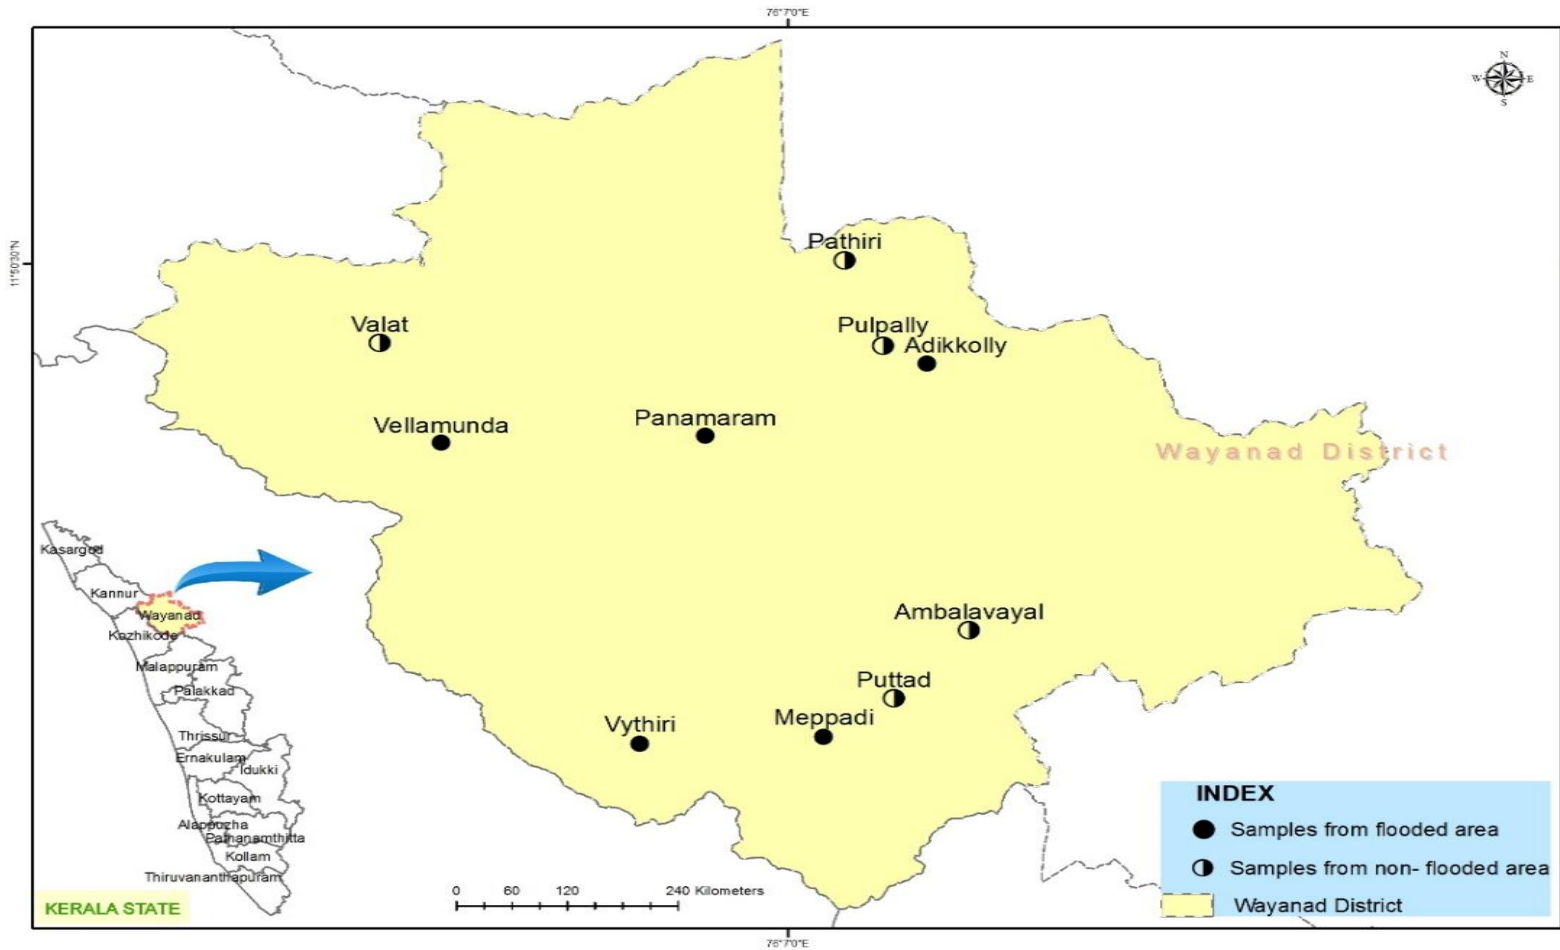 76°7'0"E
N
W E
S
11°50'30"N
Pathiri
Valat
Pulpally
Adikkolly
Vellamunda
Panamaram
Wayanad District
Kasargod
Kannur
Wayanad
Kozhikode
Malappuram
Palakkad
Thrissur
Ernakulam
Idukki
Kottayam
Alappuzha
Pathanamthitta
Kollam
Thiruvananthapuram
KERALA STATE
Ambalavayal
Puttad
Meppadi
Vythiri
0 60 120 240 Kilometers
INDEX
Samples from flooded area
Samples from non- flooded area
Wayanad District
76°7'0"E